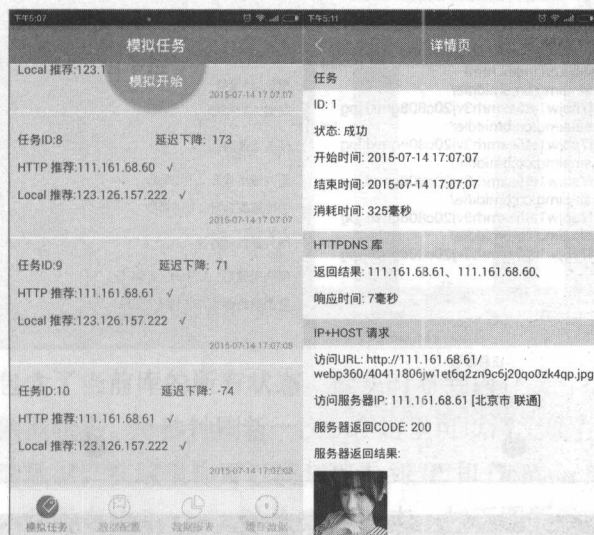 下午5:07
模拟任务
Local 推荐:123.1
模拟开始
2015-07-14 17:07:07
任务ID:8 延迟下降: 173
HTTP 推荐:111.161.68.60 √
Local 推荐:123.126.157.222 √
2015-07-14 17:07:07
任务ID:9 延迟下降: 71
HTTP 推荐:111.161.68.61 √
Local 推荐:123.126.157.222 √
2015-07-14 17:07:08
任务ID:10 延迟下降: -74
HTTP 推荐:111.161.68.61 √
Local 推荐:123.126.157.222 √
2015-07-14 17:07:08
模拟任务 数据配置 数据报表 缓存数据
下午5:11
详情页
任务
ID: 1
状态: 成功
开始时间: 2015-07-14 17:07:07
结束时间: 2015-07-14 17:07:07
消耗时间: 325毫秒
HTTPDNS 库
返回结果: 111.161.68.61、111.161.68.60、
响应时间: 7毫秒
IP+HOST 请求
访问URL: http://111.161.68.61/
webp360/40411806jw1et6q2zn9c6j20qo0zk4qp.jpg
访问服务器IP: 111.161.68.61 [北京市 联通]
服务器返回CODE: 200
服务器返回结果: